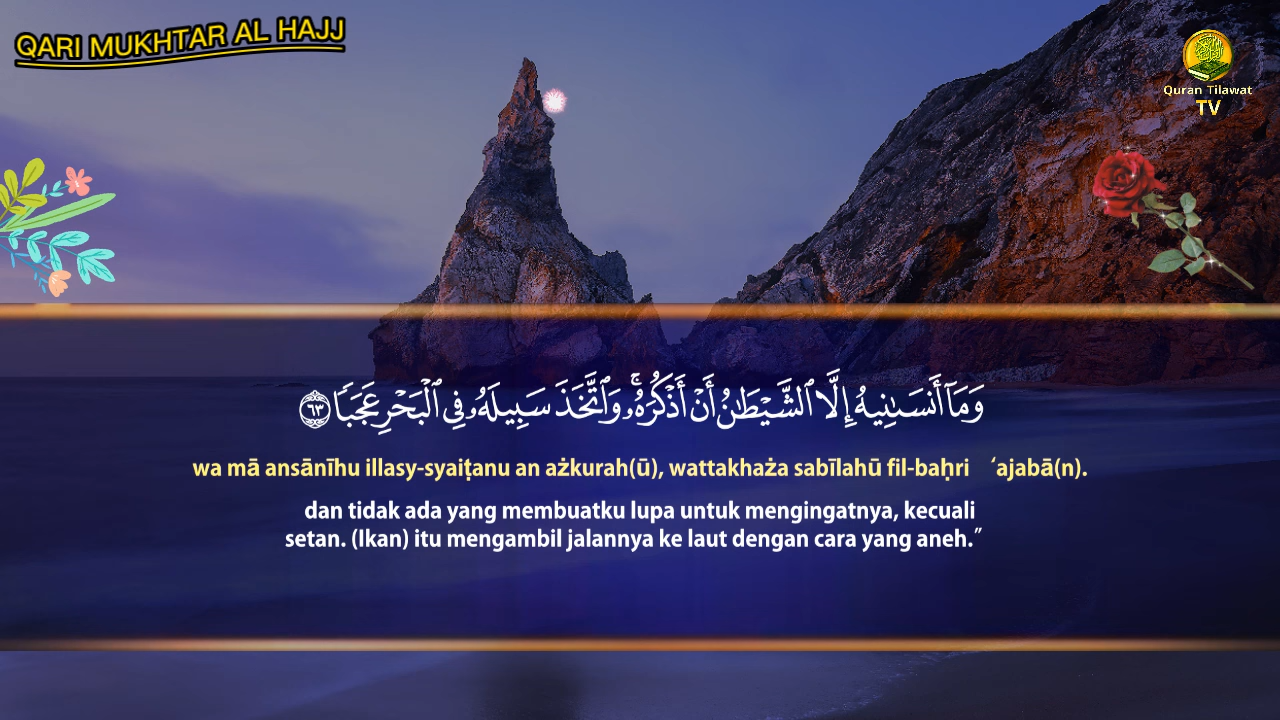 QARI MUKHTAR AL HAJJ
Quran Tilawat
TV
وَمَآ أَنسَىٰنِيهُ إِلَّا ٱلشَّيْطَٰنُ أَنْ أَذْكُرَهُۥ ۚ وَٱتَّخَذَ سَبِيلَهُۥ فِى ٱلْبَحْرِ عَجَبًا ٦٣
wa mā ansānīhu illasy-syaiṭanu an ażkurah(ū), wattakhaża sabīlahū fil-baḥri ‘ajabā(n).
dan tidak ada yang membuatku lupa untuk mengingatnya, kecuali
setan. (Ikan) itu mengambil jalannya ke laut dengan cara yang aneh.”